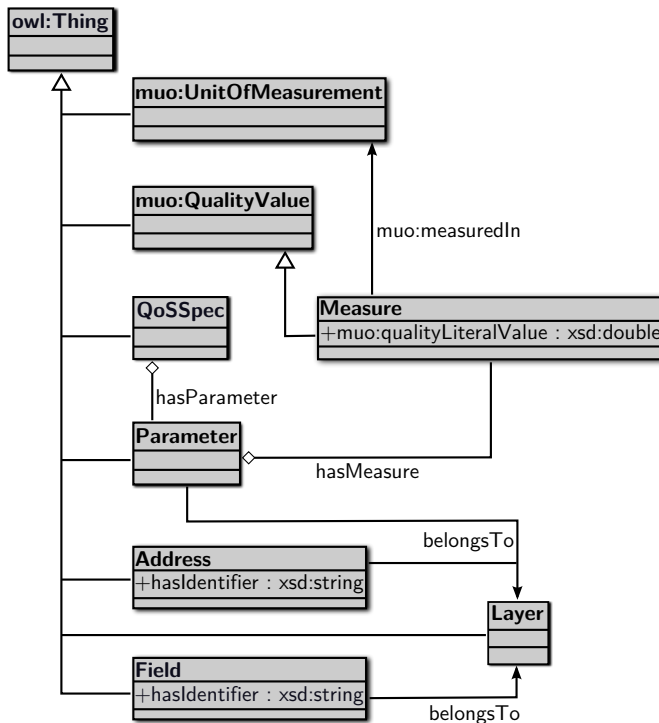 owl:Thing
muo:UnitOfMeasurement
muo:QualityValue
muo:measuredIn
QoSSpec
Measure
+muo:qualityLiteralValue : xsd:double
hasParameter
Parameter
hasMeasure
belongsTo
Address
+hasIdentifier : xsd:string
Layer
Field
+hasIdentifier : xsd:string
belongsTo